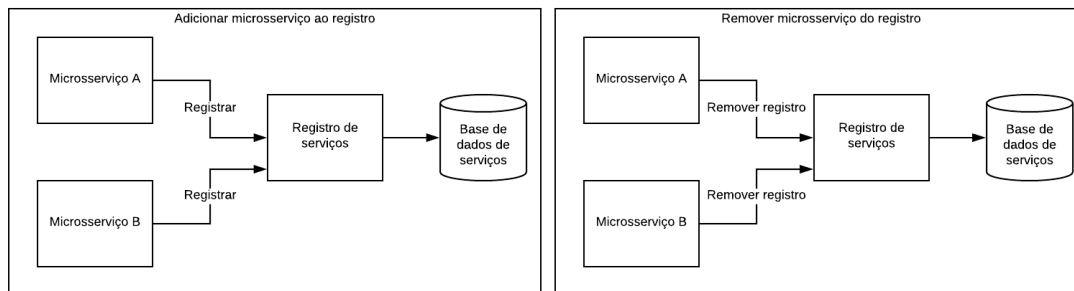 Adicionar microsserviço ao registro
Microsserviço A
Registrar
Registro de
serviços
Base de
dados de
serviços
Registrar
Microsserviço B
Remover microsserviço do registro
Microsserviço A
Remover registro
Registro de
serviços
Base de
dados de
serviços
Remover registro
Microsserviço B